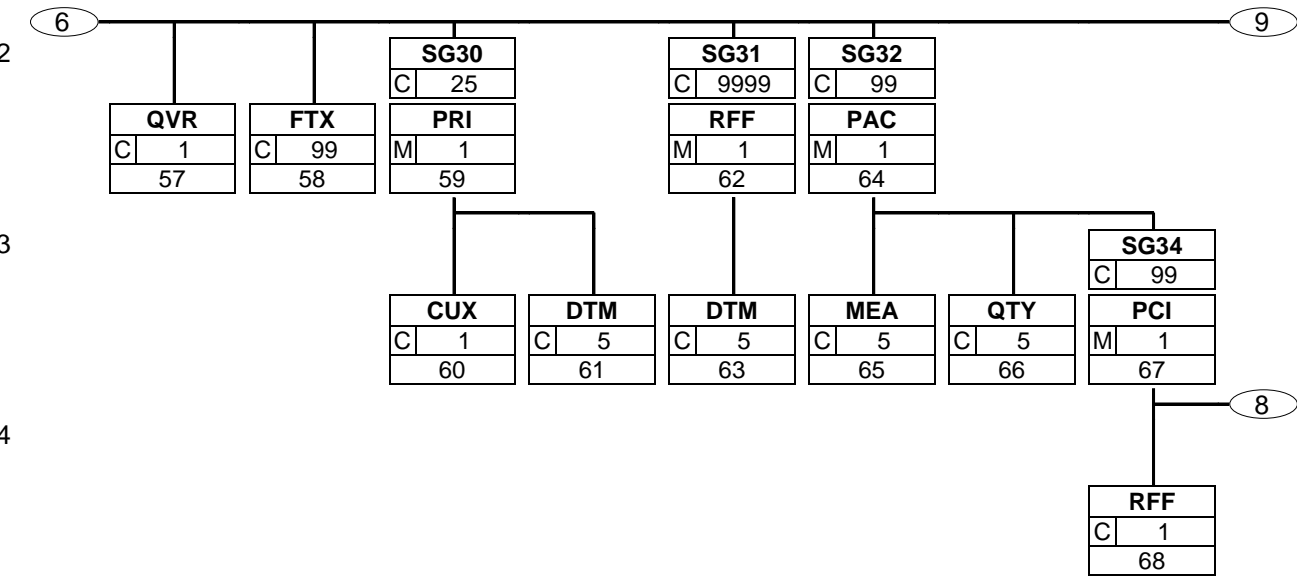 6 9
2
SG30 SG31 SG32
C 25 C 9999 C 99
QVR FTX PRI RFF PAC
C 1 C 99 M 1 M 1 M 1
57 58 59 62 64
3
SG34
C 99
CUX DTM DTM MEA QTY PCI
C 1 C 5 C 5 C 5 C 5 M 1
60 61 63 65 66 67
8
4
RFF
C 1
68